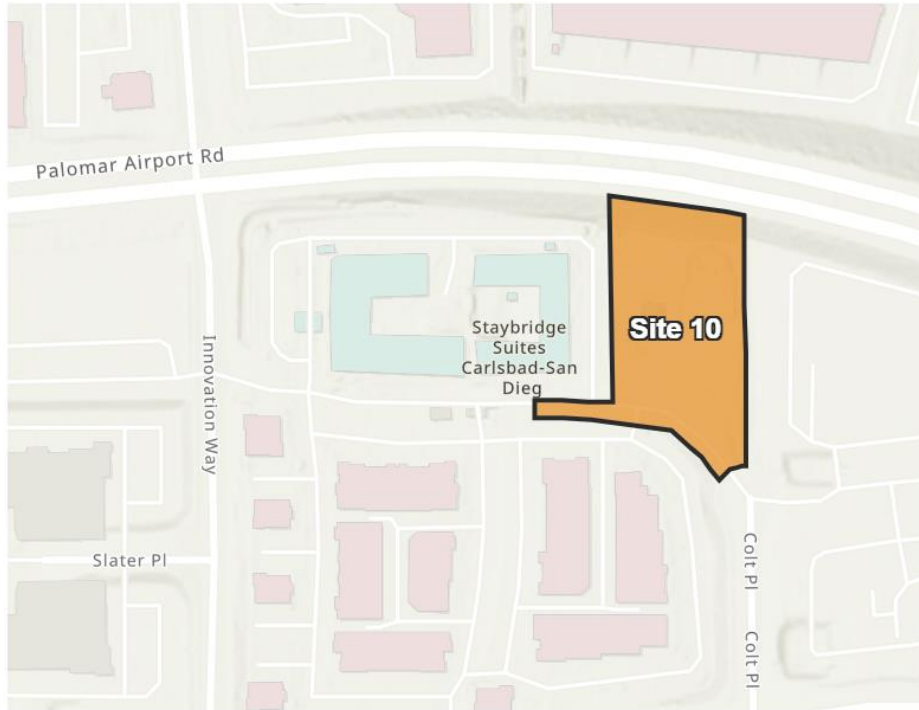 Palomar Airport Rd
Site 10
Staybridge
Suites
Carlsbad-San
Dieg
Innovation Way
Slater Pl
Colt Pl
Colt Pl